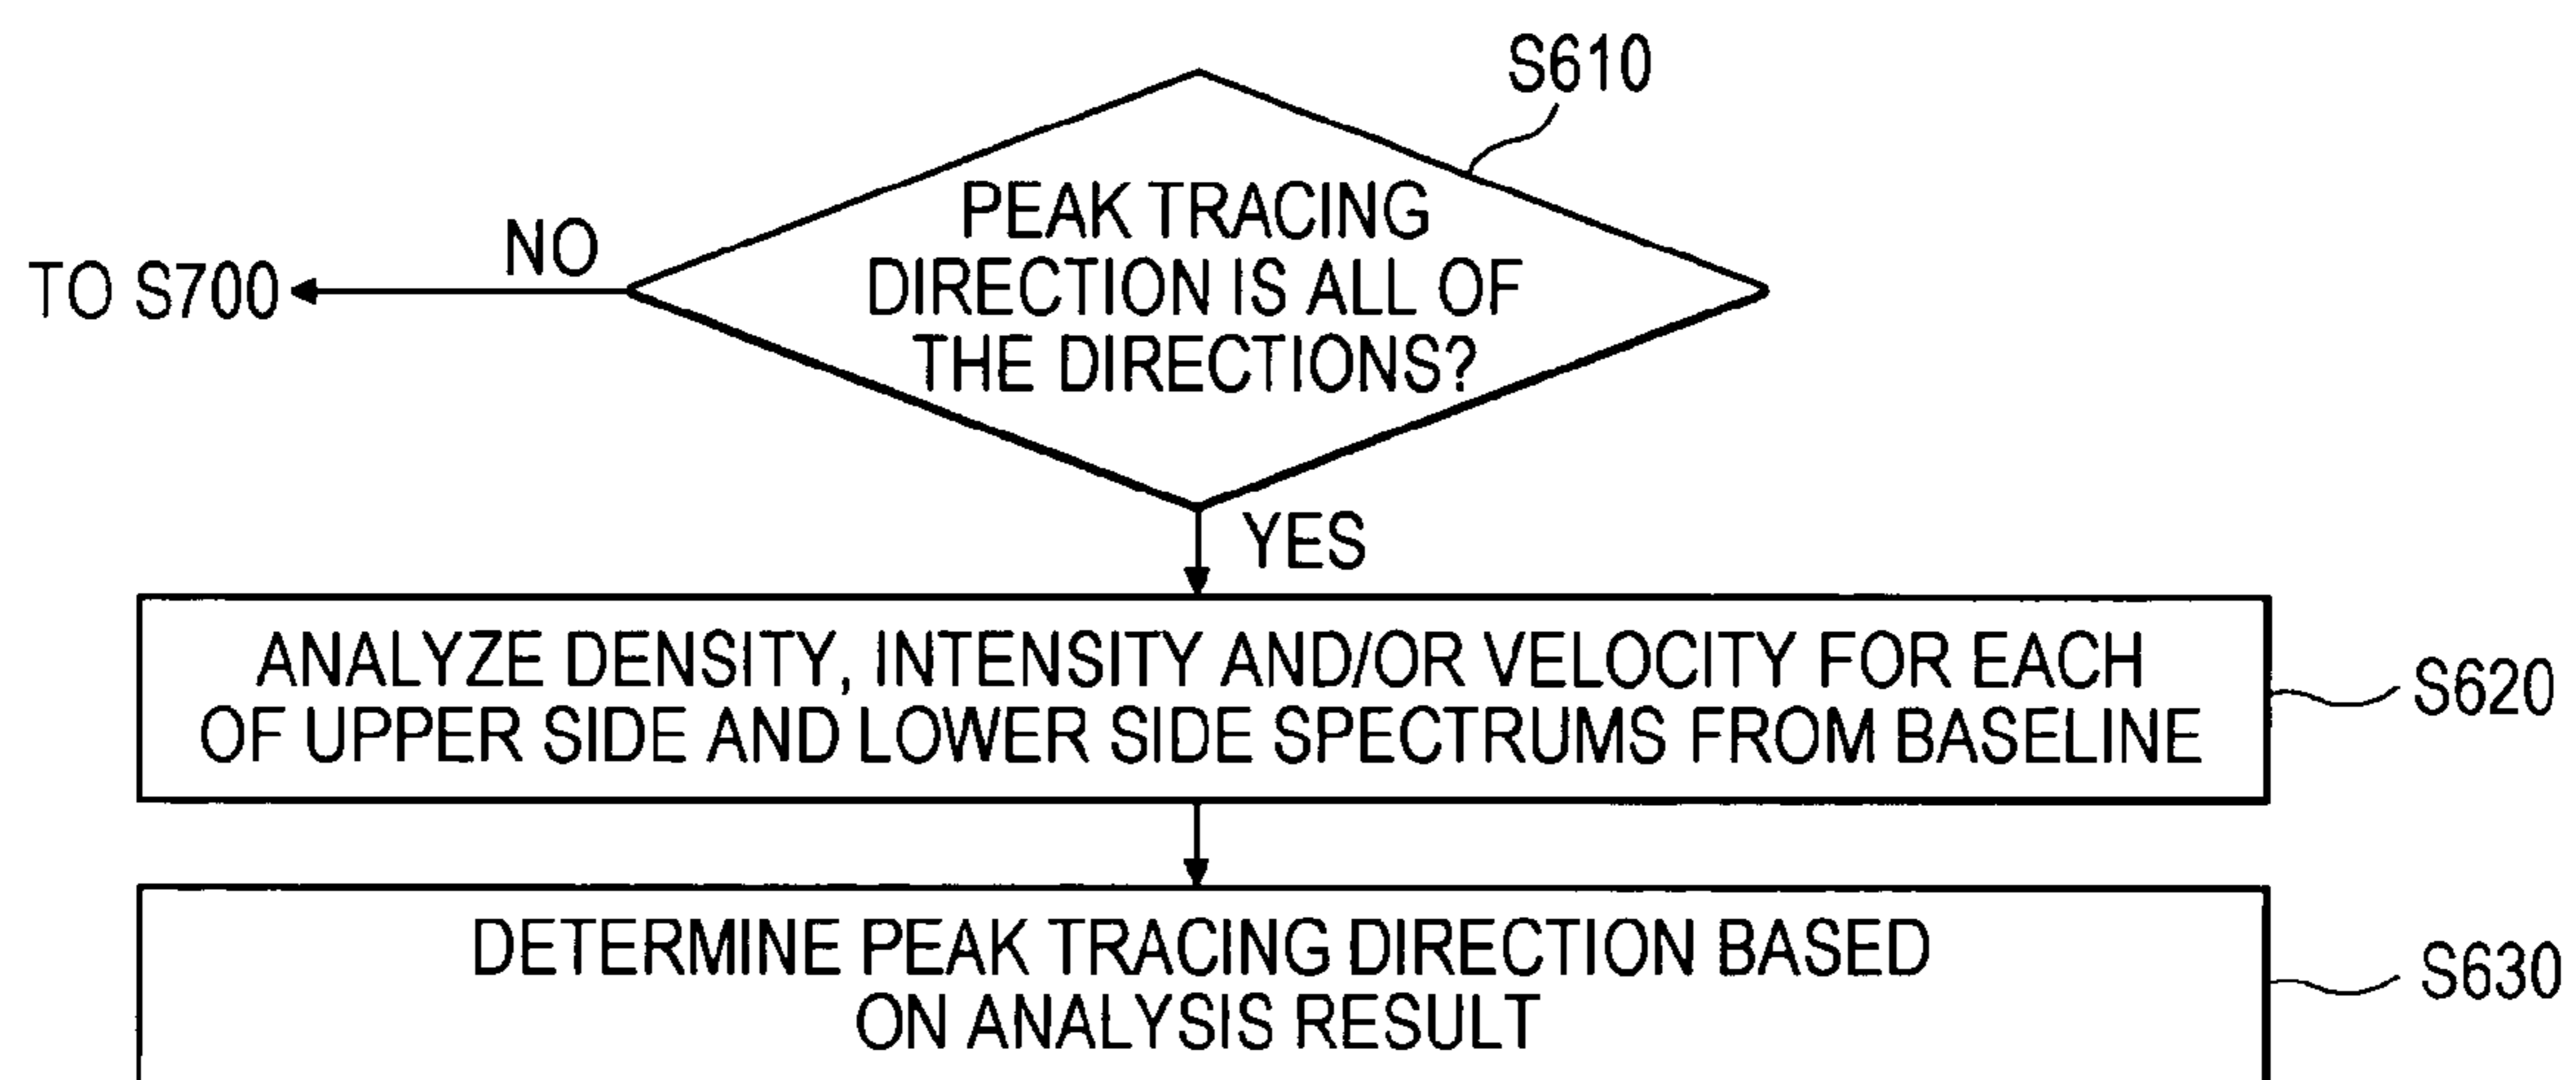 S610
PEAK TRACING
DIRECTION IS ALL OF
THE DIRECTIONS?
NO
TO S700
YES
ANALYZE DENSITY, INTENSITY AND/OR VELOCITY FOR EACH
OF UPPER SIDE AND LOWER SIDE SPECTRUMS FROM BASELINE
S620
DETERMINE PEAK TRACING DIRECTION BASED
ON ANALYSIS RESULT
S630